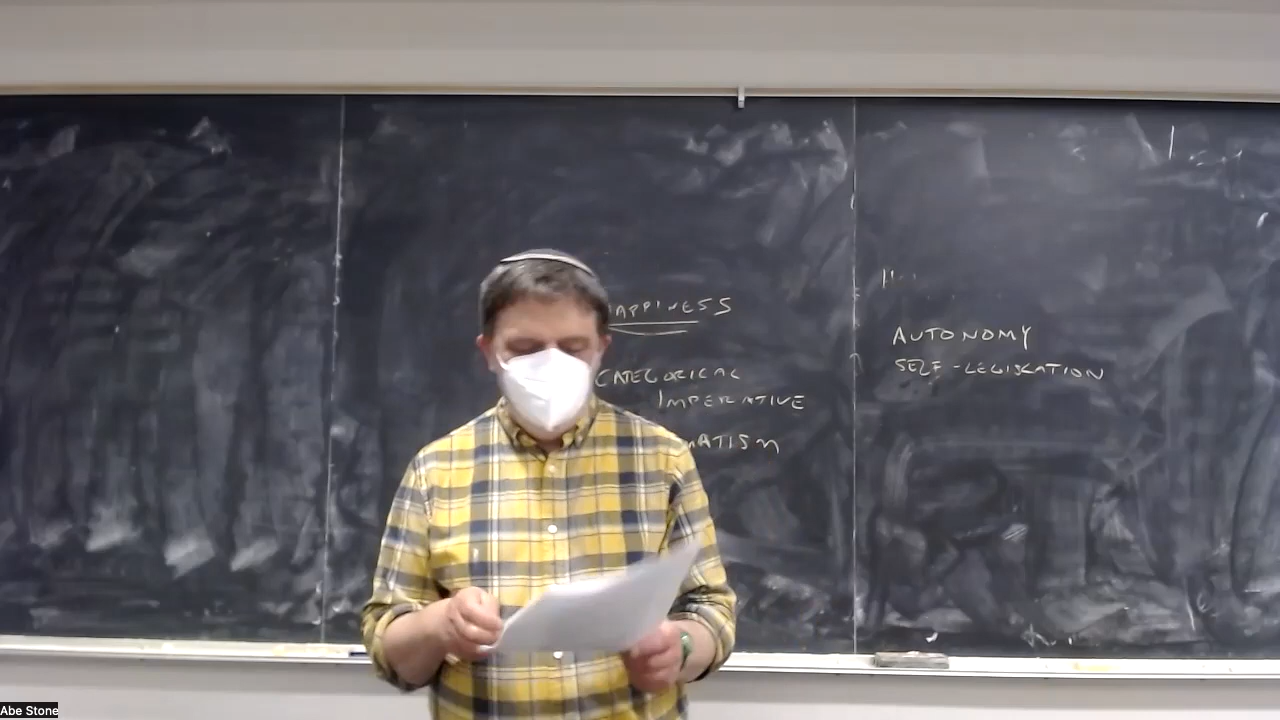 APPINESS
CATEGORICAL
IMPERATIVE
MATISM
AUTONOMY
SELF-LEGISLATION
Abe Stone